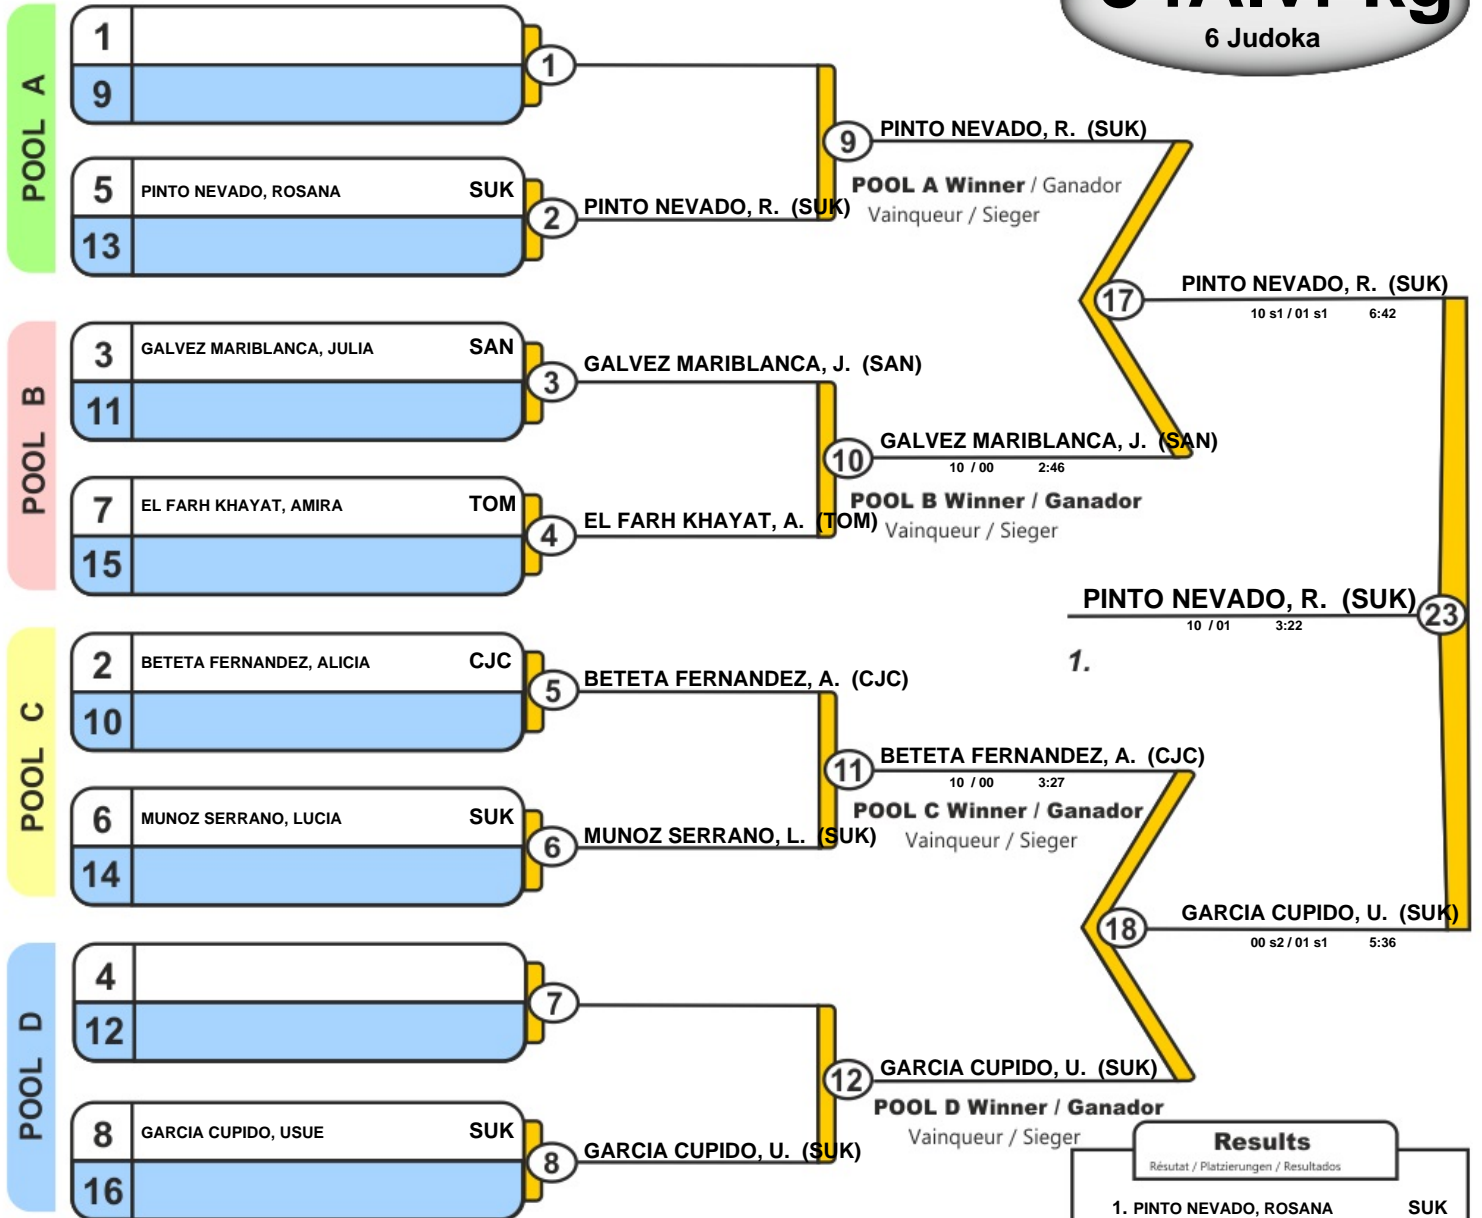 6 Judoka
POOL A
1
9
5 PINTO NEVADO, ROSANA SUK
13
1
2
PINTO NEVADO, R. (SUK)
9
PINTO NEVADO, R. (SUK)
POOL A Winner / Ganador
Vainqueur / Sieger
POOL B
3 GALVEZ MARIBLANCA, JULIA SAN
11
7 EL FARH KHAYAT, AMIRA TOM
15
3
GALVEZ MARIBLANCA, J. (SAN)
4
EL FARH KHAYAT, A. (TOM)
10
GALVEZ MARIBLANCA, J. (SAN)
10 / 00 2:46
POOL B Winner / Ganador
Vainqueur / Sieger
17
PINTO NEVADO, R. (SUK)
10 s1 / 01 s1 6:42
POOL C
2 BETETA FERNANDEZ, ALICIA CJC
10
6 MUNOZ SERRANO, LUCIA SUK
14
5
BETETA FERNANDEZ, A. (CJC)
6
MUNOZ SERRANO, L. (SUK)
11
BETETA FERNANDEZ, A. (CJC)
10 / 00 3:27
POOL C Winner / Ganador
Vainqueur / Sieger
POOL D
4
12
8 GARCIA CUPIDO, USUE SUK
16
7
8
GARCIA CUPIDO, U. (SUK)
12
GARCIA CUPIDO, U. (SUK)
POOL D Winner / Ganador
Vainqueur / Sieger
18
GARCIA CUPIDO, U. (SUK)
00 s2 / 01 s1 5:36
PINTO NEVADO, R. (SUK)
23
10 / 01 3:22
1.
Results
Résutat / Platzierungen / Resultados
1. PINTO NEVADO, ROSANA SUK